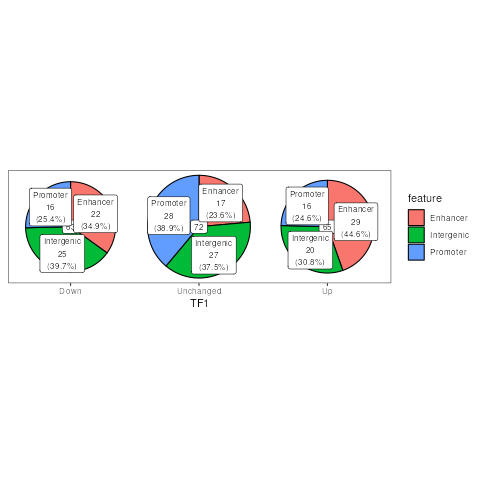 Promoter
16
(25.4%)
Enhancer
22
(34.9%)
63
Intergenic
25
(39.7%)
Promoter
28
(38.9%)
Enhancer
17
(23.6%)
72
Intergenic
27
(37.5%)
Promoter
16
(24.6%)
Enhancer
29
(44.6%)
65
Intergenic
20
(30.8%)
Down
Unchanged
Up
TF1
feature
Enhancer
Intergenic
Promoter